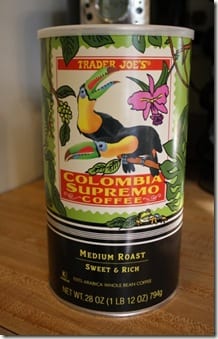 TRADER JOE'S
COLOMBIA
SUPREMO
COFFEE
MEDIUM ROAST
SWEET & RICH
100% ARABICA WHOLE BEAN COFFEE
NET WT. 28 OZ (1 LB 12 OZ) 794g